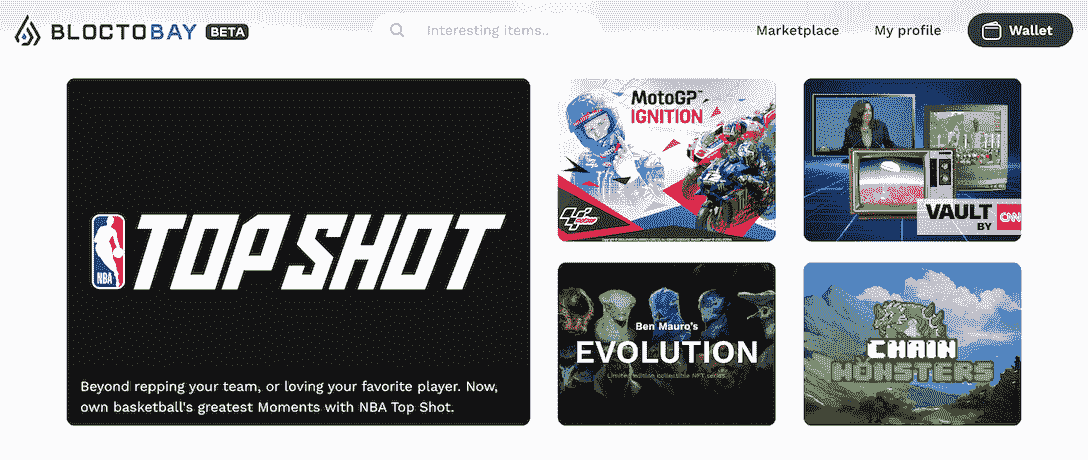 BLOCTOBAY BETA
Interesting items..
Marketplace
My profile
Wallet
NBA
TOP SHOT
Beyond repping your team, or loving your favorite player. Now,
own basketball's greatest Moments with NBA Top Shot.
MotoGP™
IGNITION
MotoGP
VAULT
BY CNN
Ben Mauro's
EVOLUTION
Limited edition collectible NFT series
CHAIN
MONSTERS